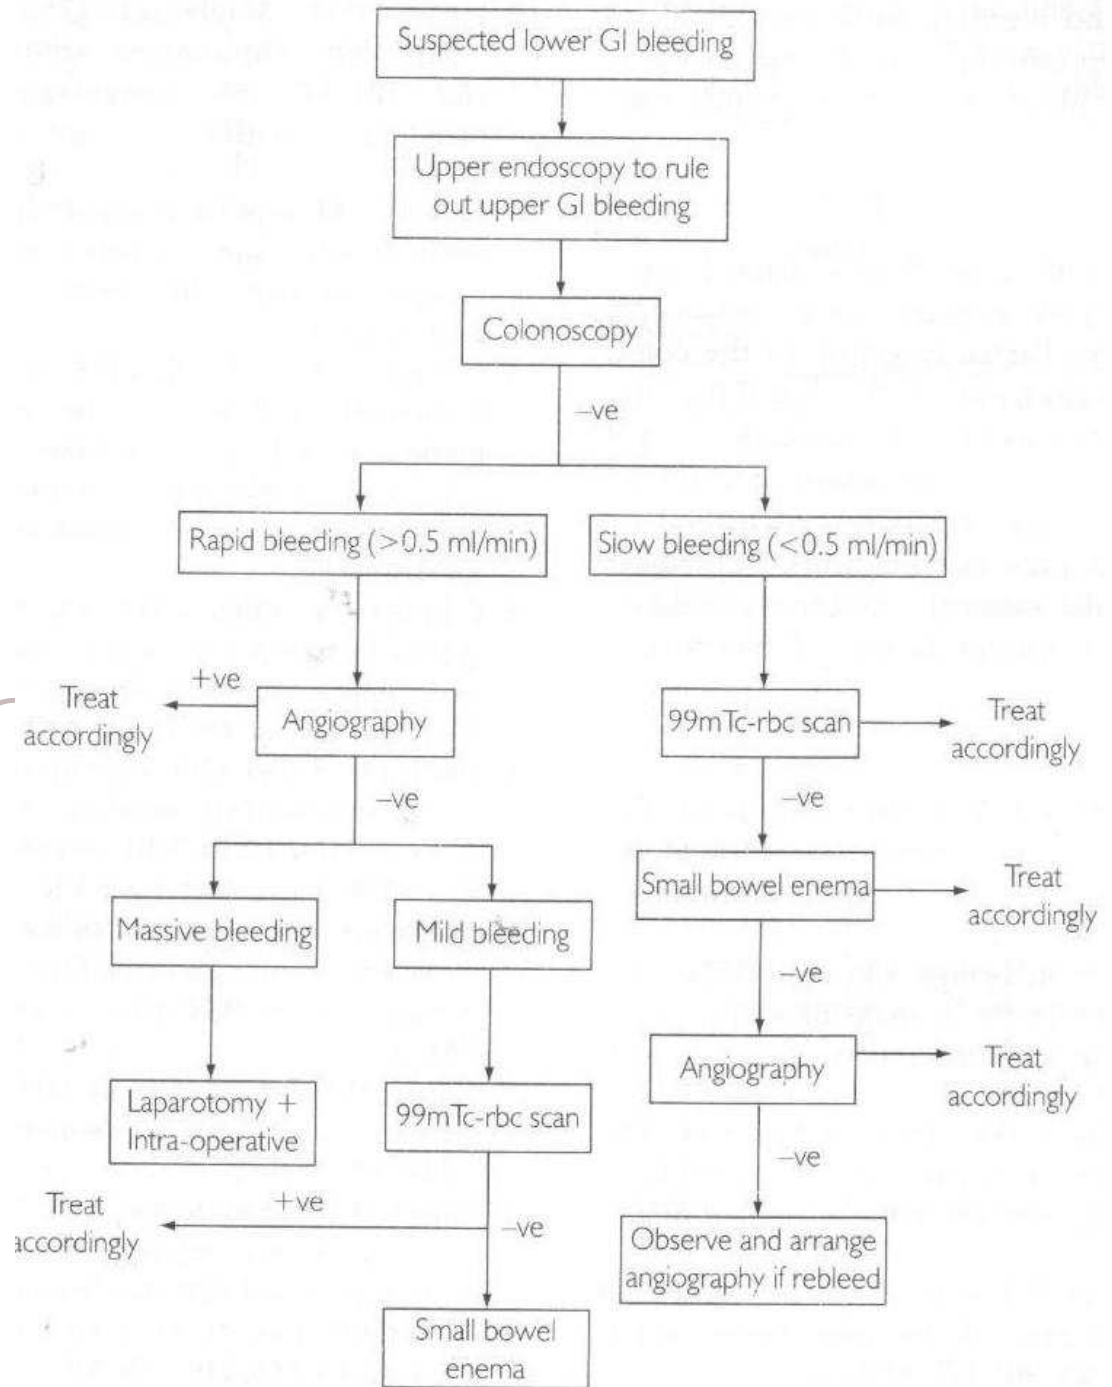 Suspected lower GI bleeding
Upper endoscopy to rule
out upper GI bleeding
Colonoscopy
–ve
Rapid bleeding (>0.5 ml/min)
Slow bleeding (<0.5 ml/min)
+ve
Treat
accordingly
Angiography
–ve
99mTc-rbc scan
Treat
accordingly
–ve
Massive bleeding
Mild bleeding
Small bowel enema
Treat
accordingly
–ve
Laparotomy +
Intra-operative
99mTc-rbc scan
Angiography
Treat
accordingly
–ve
Treat
accordingly
+ve
–ve
Observe and arrange
angiography if rebleed
Small bowel
enema